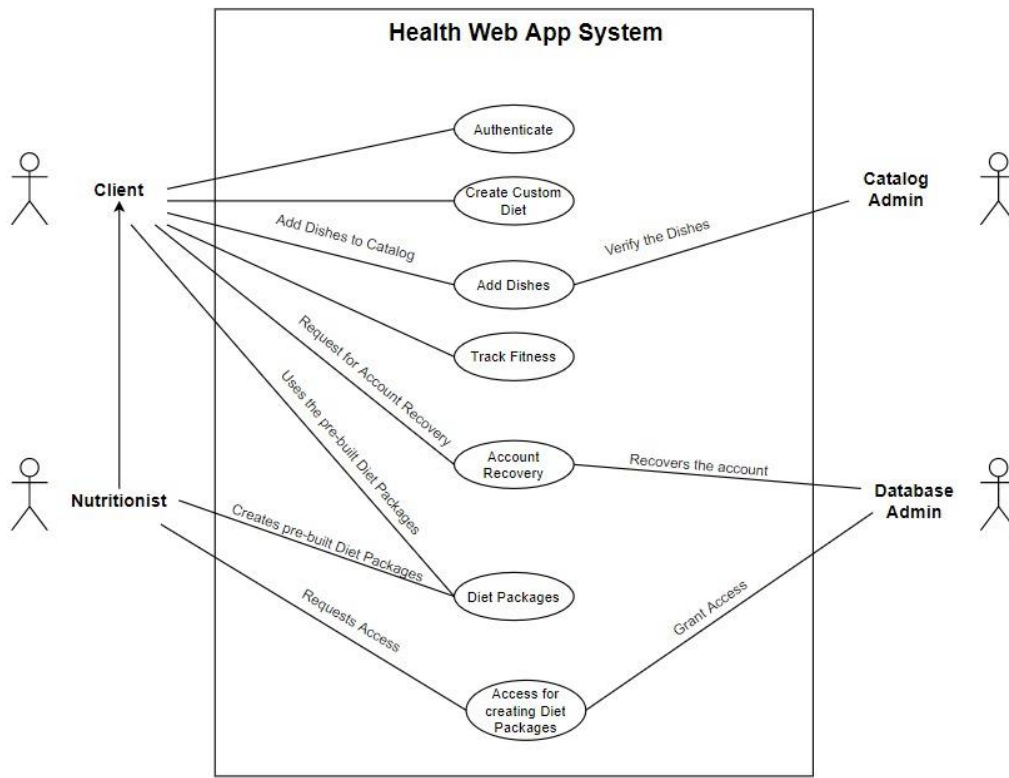 Health Web App System
Authenticate
Client
Create Custom
Diet
Catalog
Admin
Add Dishes to Catalog
Verify the Dishes
Add Dishes
Track Fitness
Request for Account Recovery
Uses the pre-built Diet Packages
Account
Recovery
Recovers the account
Nutritionist
Database
Admin
Creates pre-built Diet Packages
Diet Packages
Requests Access
Grant Access
Access for
creating Diet
Packages